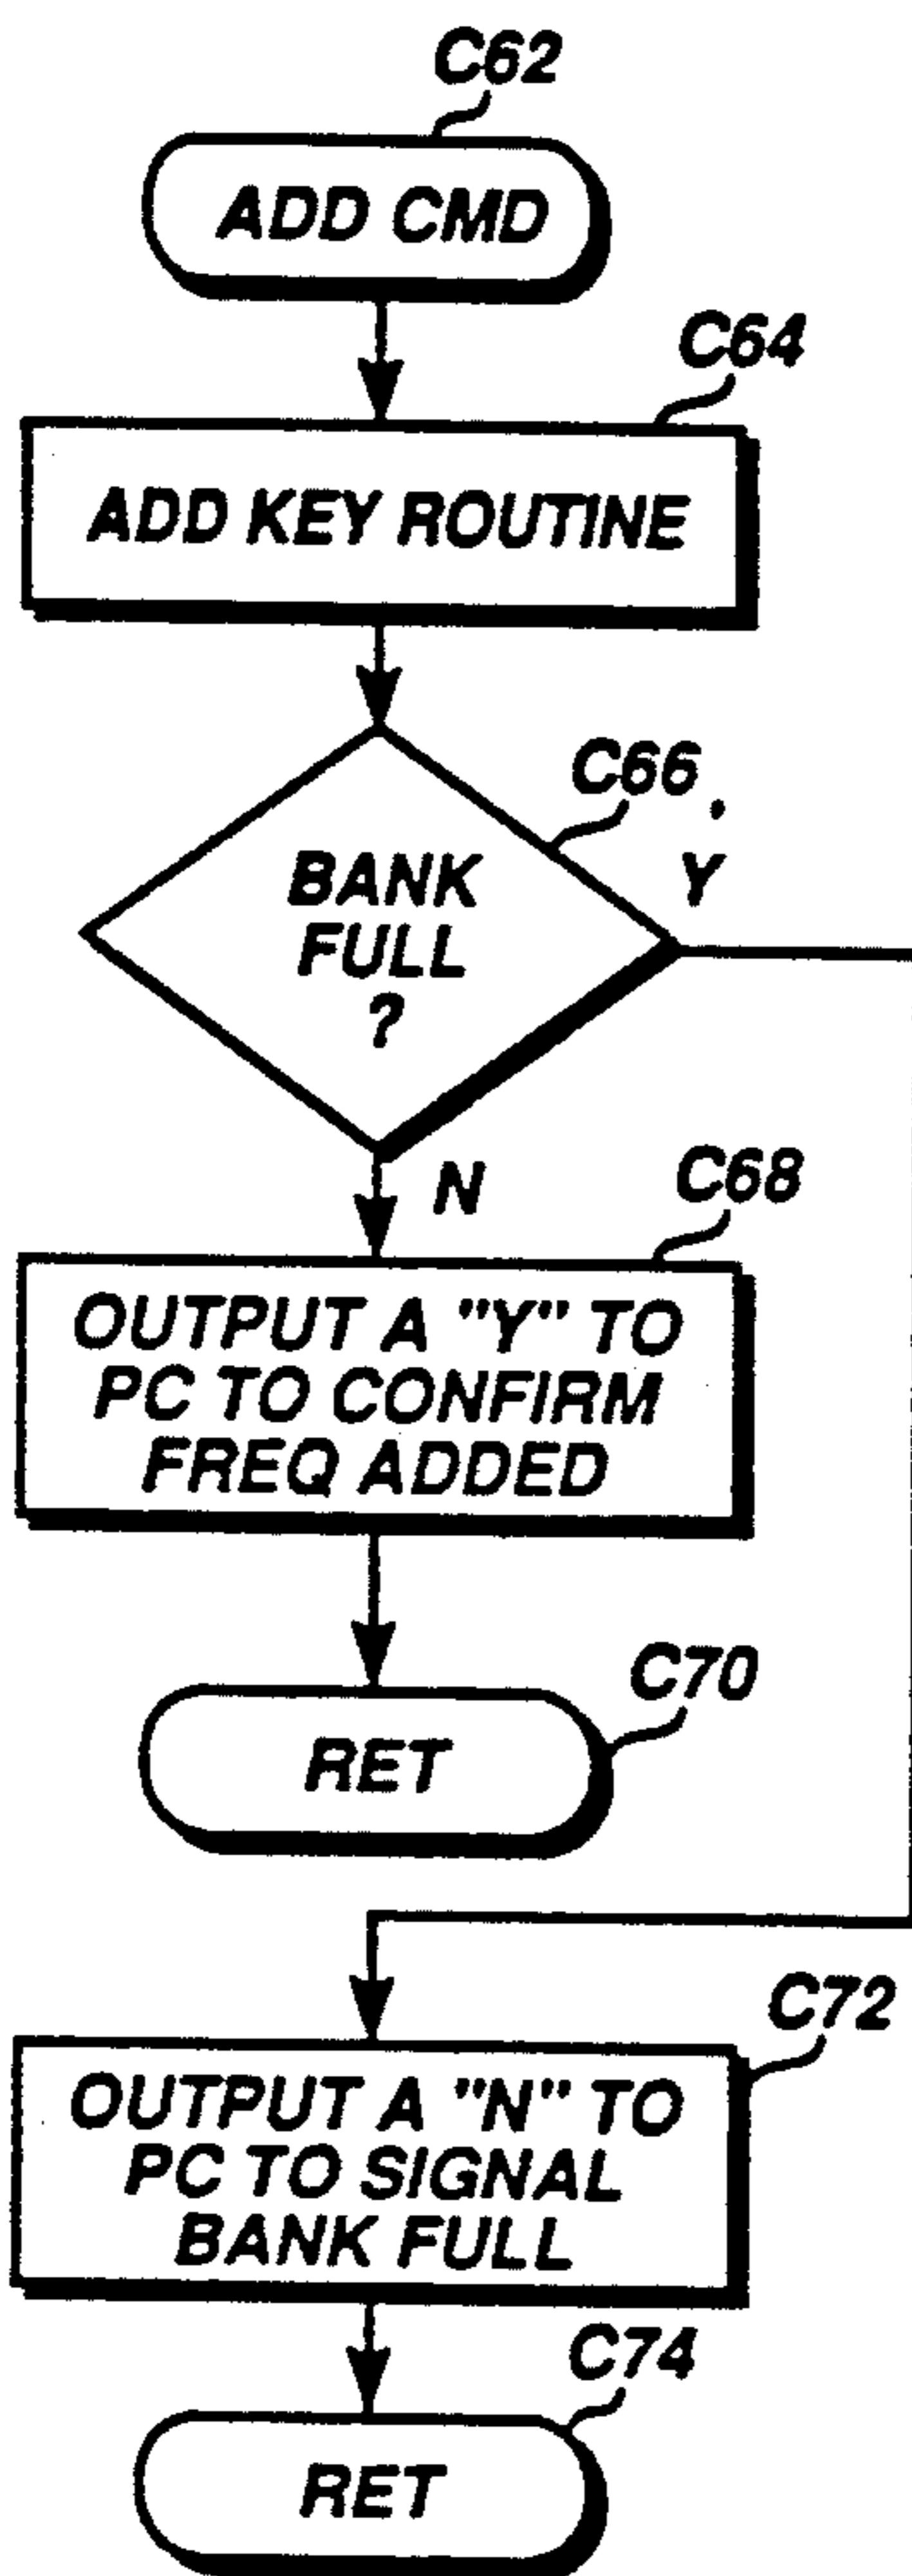 C62
ADD CMD
C64
ADD KEY ROUTINE
C66
Y
BANK
FULL
?
N
C68
OUTPUT A "Y" TO
PC TO CONFIRM
FREQ ADDED
C70
RET
C72
OUTPUT A "N" TO
PC TO SIGNAL
BANK FULL
C74
RET